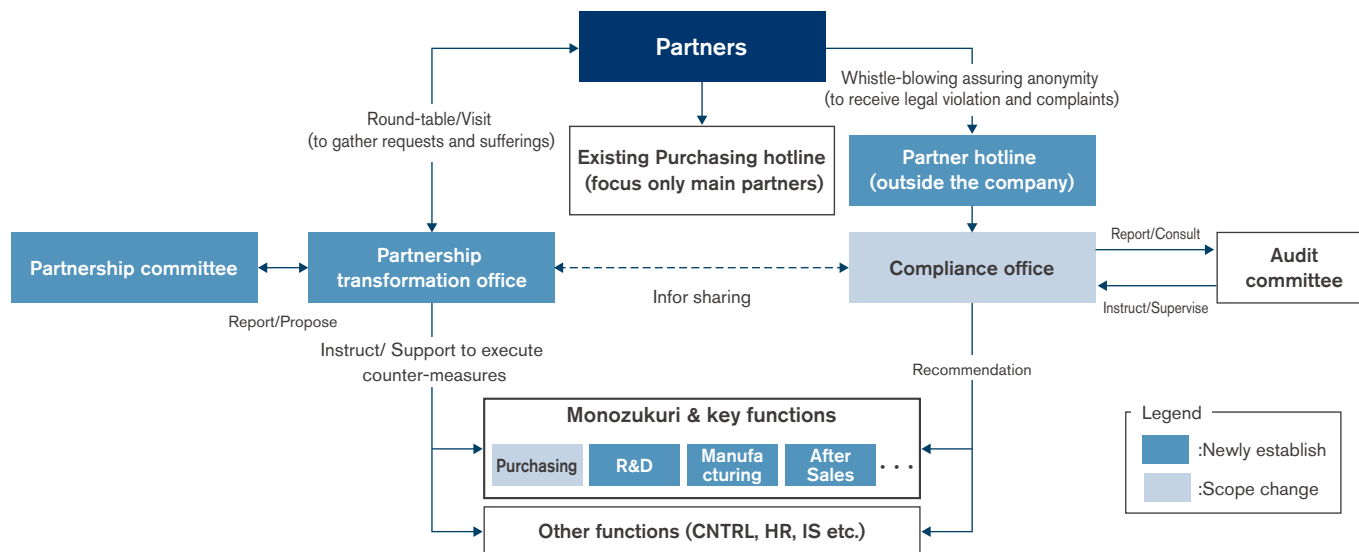 Partners
Whistle-blowing assuring anonymity
(to receive legal violation and complaints)
Round-table/Visit
(to gather requests and sufferings)
Existing Purchasing hotline
(focus only main partners)
Partner hotline
(outside the company)
Partnership committee
Partnership
transformation office
Infor sharing
Compliance office
Report/Consult
Instruct/Supervise
Audit
committee
Report/Propose
Instruct/ Support to execute
counter-measures
Recommendation
Monozukuri & key functions
Purchasing
R&D
Manufa
cturing
After
Sales
• • •
Other functions (CNTRL, HR, IS etc.)
Legend
:Newly establish
:Scope change